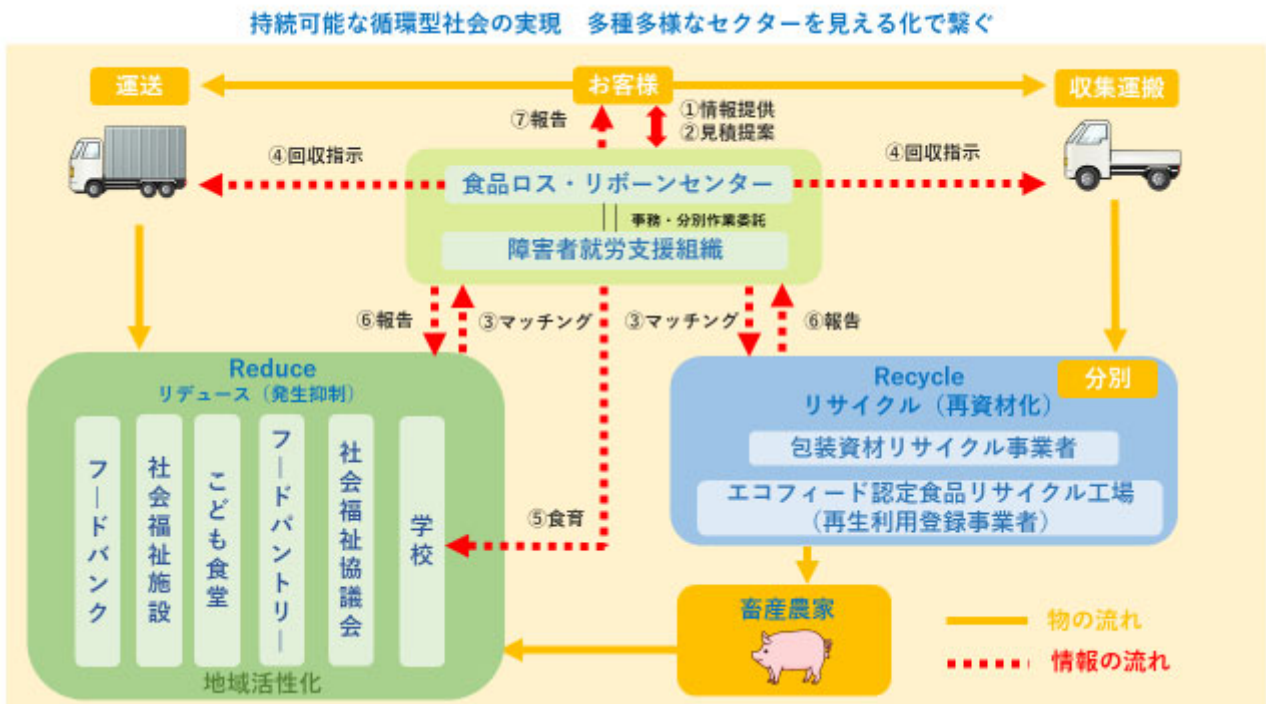 持続可能な循環型社会の実現　多種多様なセクターを見える化で繋ぐ
運送
お客様
収集運搬
⑦報告
①情報提供
②見積提案
④回収指示
④回収指示
食品ロス・リボーンセンター
事務・分別作業委託
障害者就労支援組織
⑥報告
③マッチング
③マッチング
⑥報告
Reduce
リデュース（発生抑制）
フードバンク
社会福祉施設
こども食堂
フードパントリー
社会福祉協議会
学校
地域活性化
⑤食育
Recycle
分別
リサイクル（再資材化）
包装資材リサイクル事業者
エコフィード認定食品リサイクル工場
（再生利用登録事業者）
畜産農家
物の流れ
情報の流れ